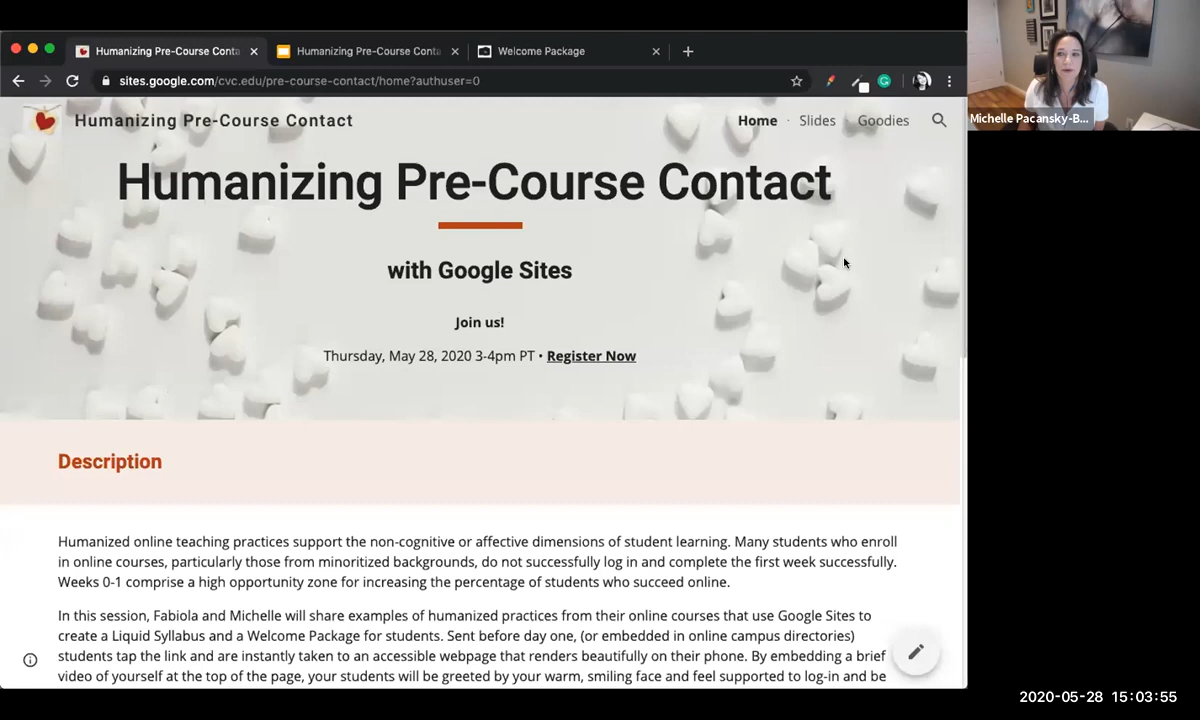 Humanizing Pre-Course Conta
Humanizing Pre-Course Conta
Welcome Package
sites.google.com/cvc.edu/pre-course-contact/home?authuser=0
Michelle Pacansky-B...
Humanizing Pre-Course Contact
Home
Slides
Goodies
Humanizing Pre-Course Contact
with Google Sites
Join us!
Thursday, May 28, 2020 3-4pm PT • Register Now
Description
Humanized online teaching practices support the non-cognitive or affective dimensions of student learning. Many students who enroll
in online courses, particularly those from minoritized backgrounds, do not successfully log in and complete the first week successfully.
Weeks 0-1 comprise a high opportunity zone for increasing the percentage of students who succeed online.
In this session, Fabiola and Michelle will share examples of humanized practices from their online courses that use Google Sites to
create a Liquid Syllabus and a Welcome Package for students. Sent before day one, (or embedded in online campus directories)
students tap the link and are instantly taken to an accessible webpage that renders beautifully on their phone. By embedding a brief
video of yourself at the top of the page, your students will be greeted by your warm, smiling face and feel supported to log-in and be
2020-05-28 15:03:55